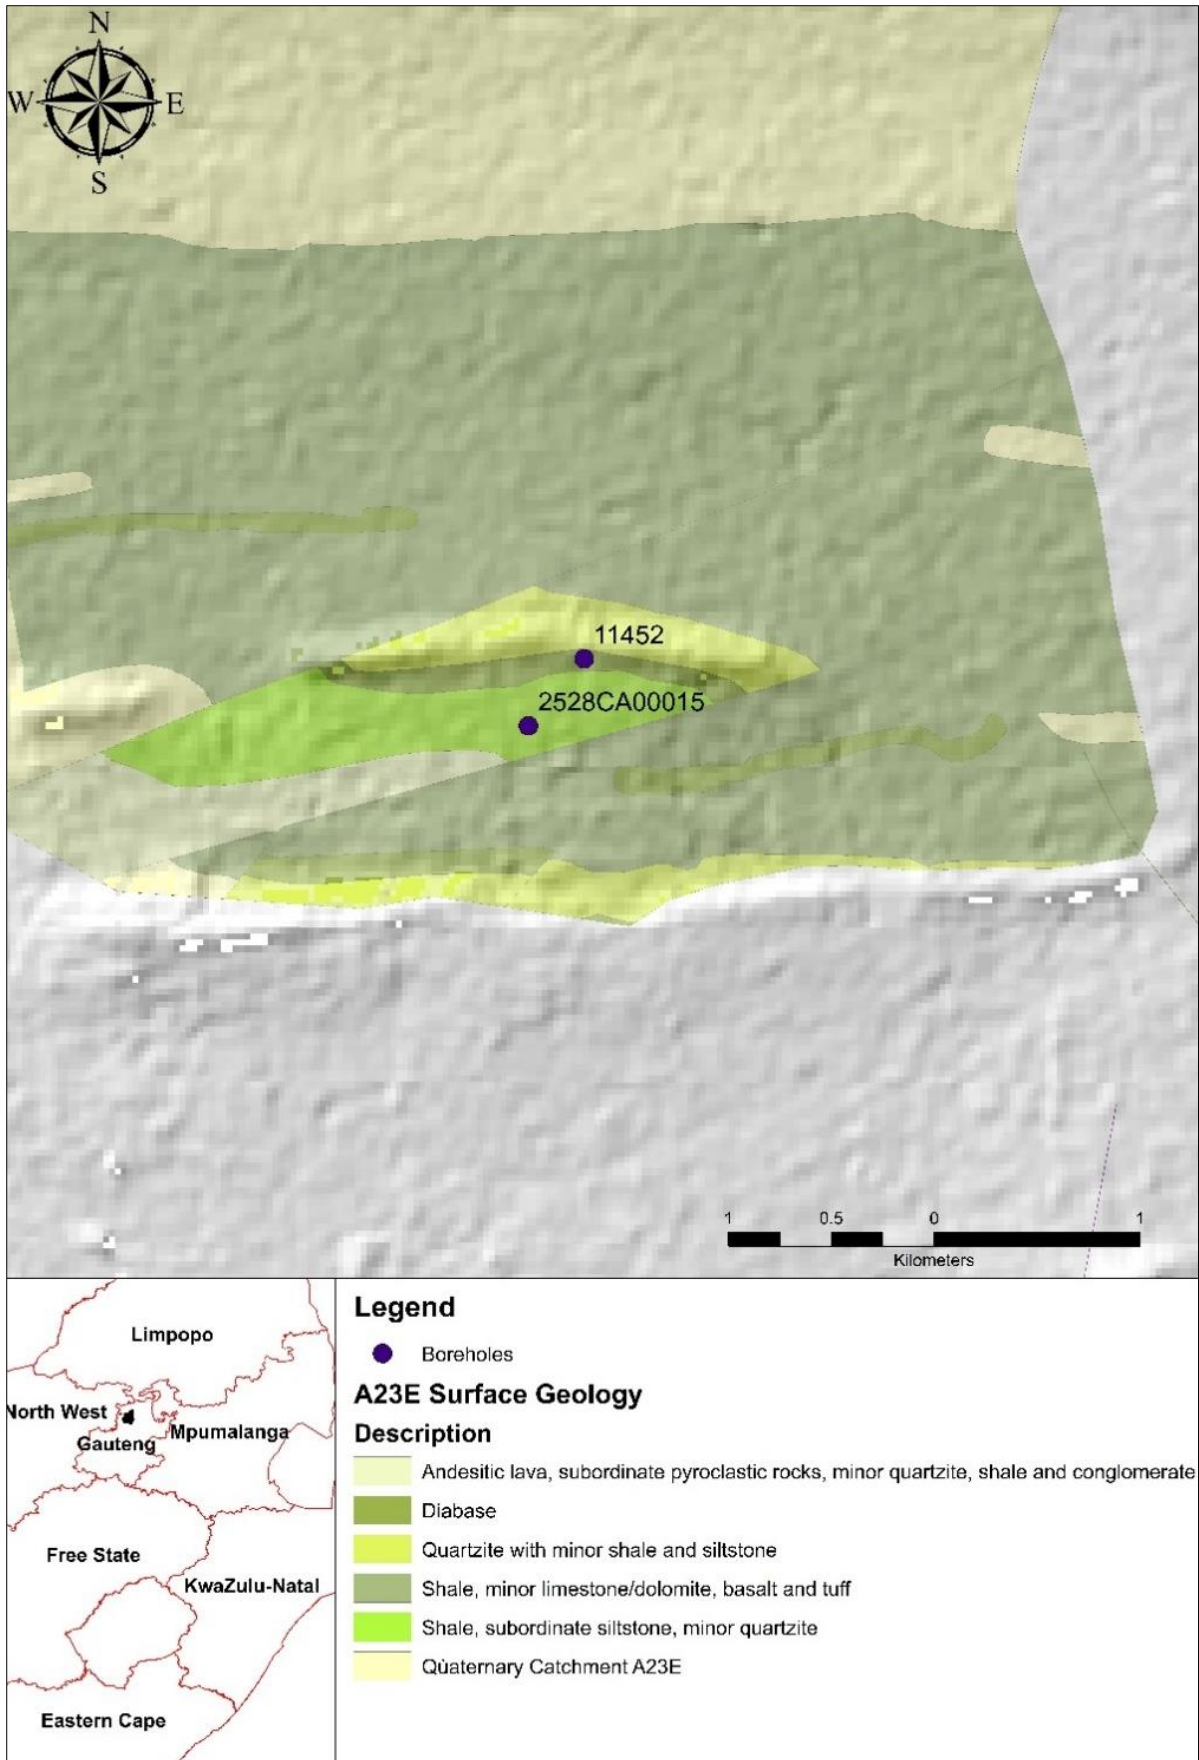 N
W E
S
11452
2528CA00015
1 0.5 0 1
Kilometers
Limpopo
North West
Mpumalanga
Gauteng
Free State
KwaZulu-Natal
Eastern Cape
Legend
Boreholes
A23E Surface Geology
Description
Andesitic lava, subordinate pyroclastic rocks, minor quartzite, shale and conglomerate
Diabase
Quartzite with minor shale and siltstone
Shale, minor limestone/dolomite, basalt and tuff
Shale, subordinate siltstone, minor quartzite
Quaternary Catchment A23E